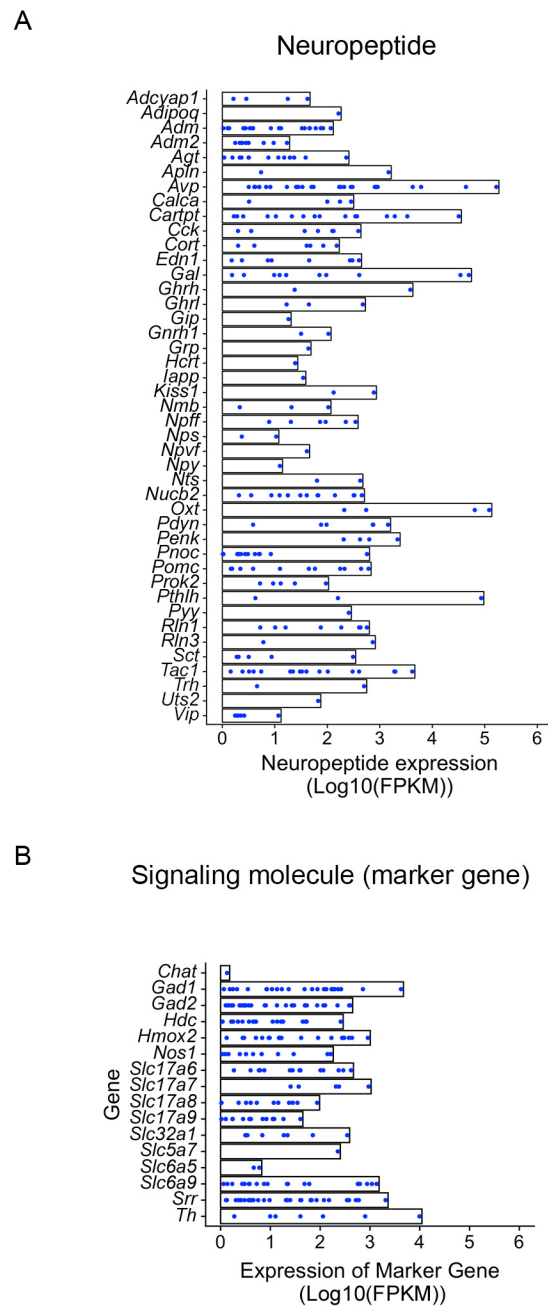 A
Neuropeptide
Adcyap1
Adipoq
Adm
Adm2
Agt
Apln
Avp
Calca
Cartpt
Cck
Cort
Edn1
Gal
Ghrh
Ghrl
Gip
Gnrh1
Grp
Hcrt
Iapp
Kiss1
Nmb
Npff
Nps
Npvf
Npy
Nts
Nucb2
Oxt
Pdyn
Penk
Pnoc
Pomc
Prok2
Pthlh
Pyy
Rln1
Rln3
Sct
Tac1
Trh
Uts2
Vip
0 1 2 3 4 5 6
Neuropeptide expression
(Log10(FPKM))
B
Signaling molecule (marker gene)
Gene
Chat
Gad1
Gad2
Hdc
Hmox2
Nos1
Slc17a6
Slc17a7
Slc17a8
Slc17a9
Slc32a1
Slc5a7
Slc6a5
Slc6a9
Srr
Th
0 1 2 3 4 5 6
Expression of Marker Gene
(Log10(FPKM))